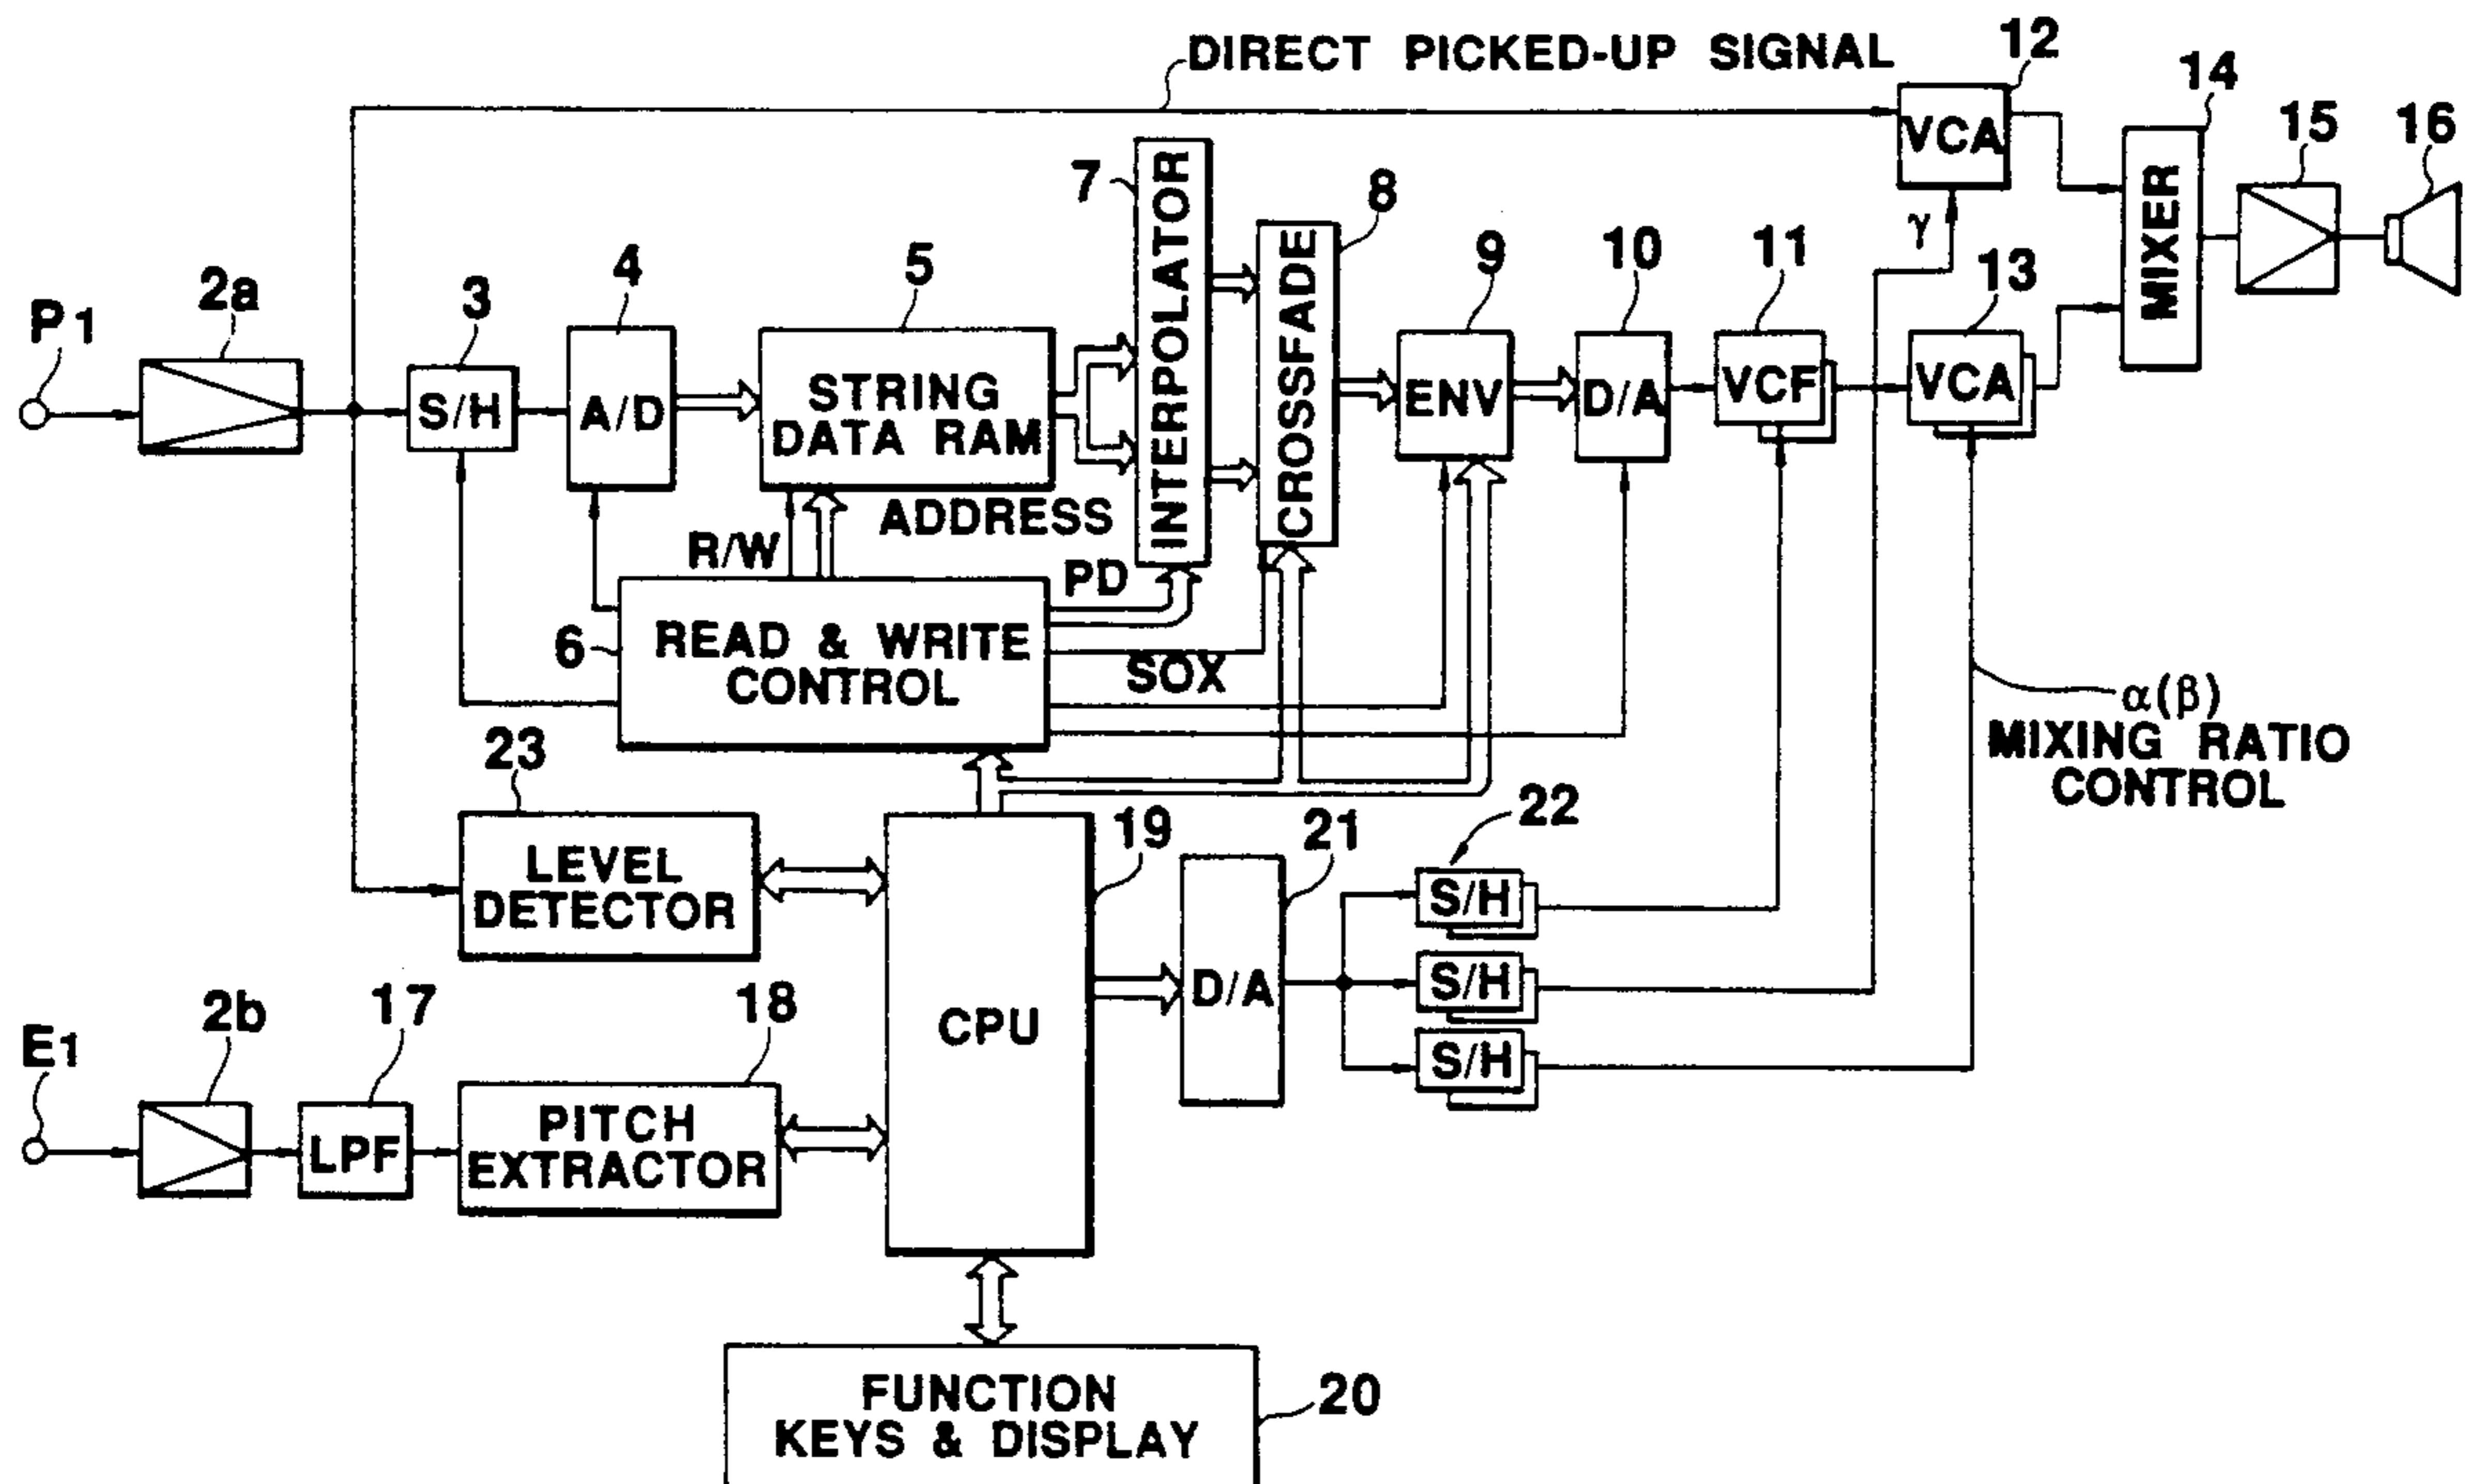 DIRECT PICKED-UP SIGNAL
12
14
15
16
VCA
MIXER
γ
7
INTERPOLATOR
8
CROSSFADE
P1
2a
3
4
5
9
10
11
13
S/H
A/D
STRING
DATA RAM
ENV
D/A
VCF
VCA
R/W
ADDRESS
PD
6
READ & WRITE
CONTROL
SOX
α(β)
MIXING RATIO
CONTROL
23
LEVEL
DETECTOR
19
21
22
CPU
D/A
S/H
S/H
S/H
E1
2b
17
18
LPF
PITCH
EXTRACTOR
FUNCTION
KEYS & DISPLAY
20